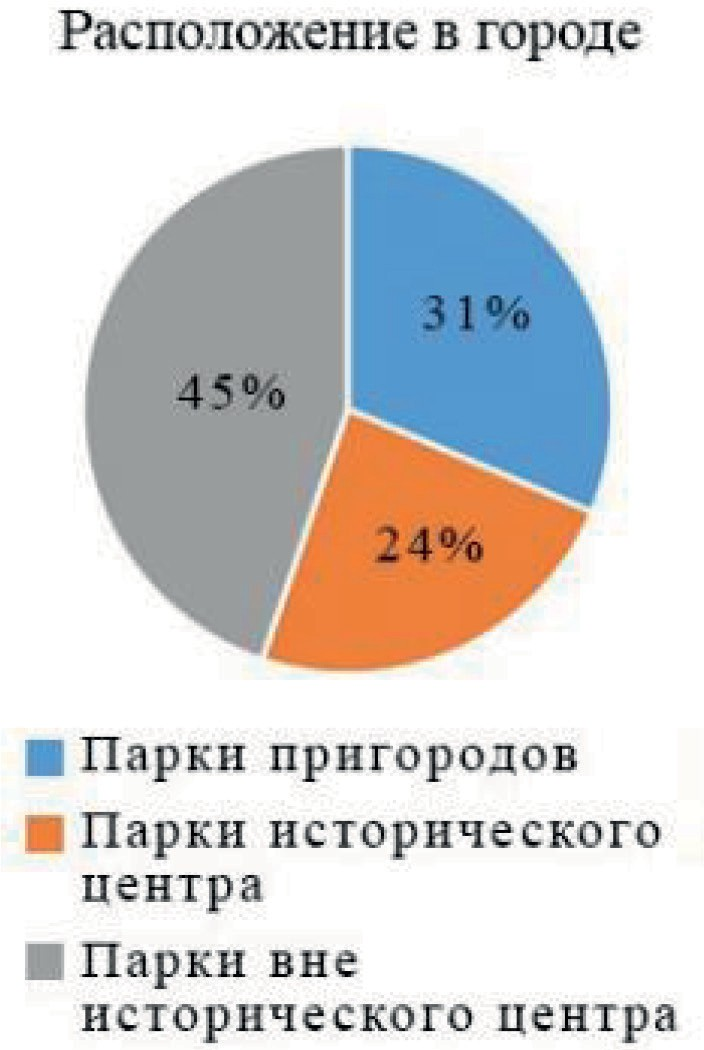 Расположение в городе
31%
45%
24%
Парки пригородов
Парки исторического
центра
Парки вне
исторического центра